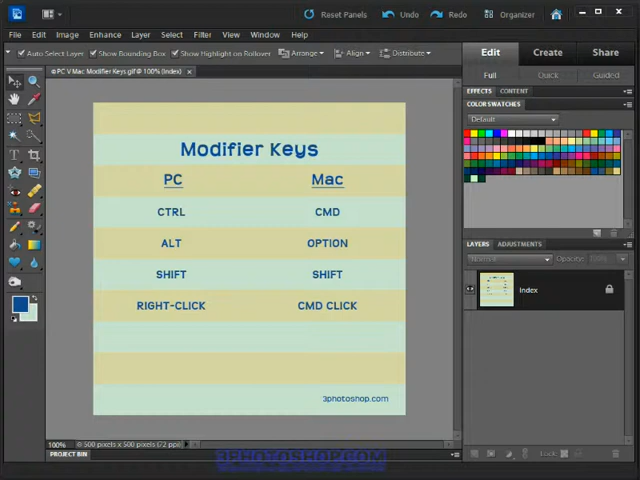 Reset Panels Undo Redo Organizer
File Edit Image Enhance Layer Select Filter View Window Help
Auto Select Layer Show Bounding Box Show Highlight on Rollover Arrange Align Distribute
Edit Create Share
PC V Mac Modifier Keys.gif @ 100% (Index)
Full Quick Guided
EFFECTS CONTENT
COLOR SWATCHES
Default
Modifier Keys
PC Mac
CTRL CMD
ALT OPTION
SHIFT SHIFT
RIGHT-CLICK CMD CLICK
3photoshop.com
LAYERS ADJUSTMENTS
Normal Opacity:
Index
100% 500 pixels x 500 pixels (72 ppi)
Lock:
PROJECT BIN
3PHOTOSHOP.COM